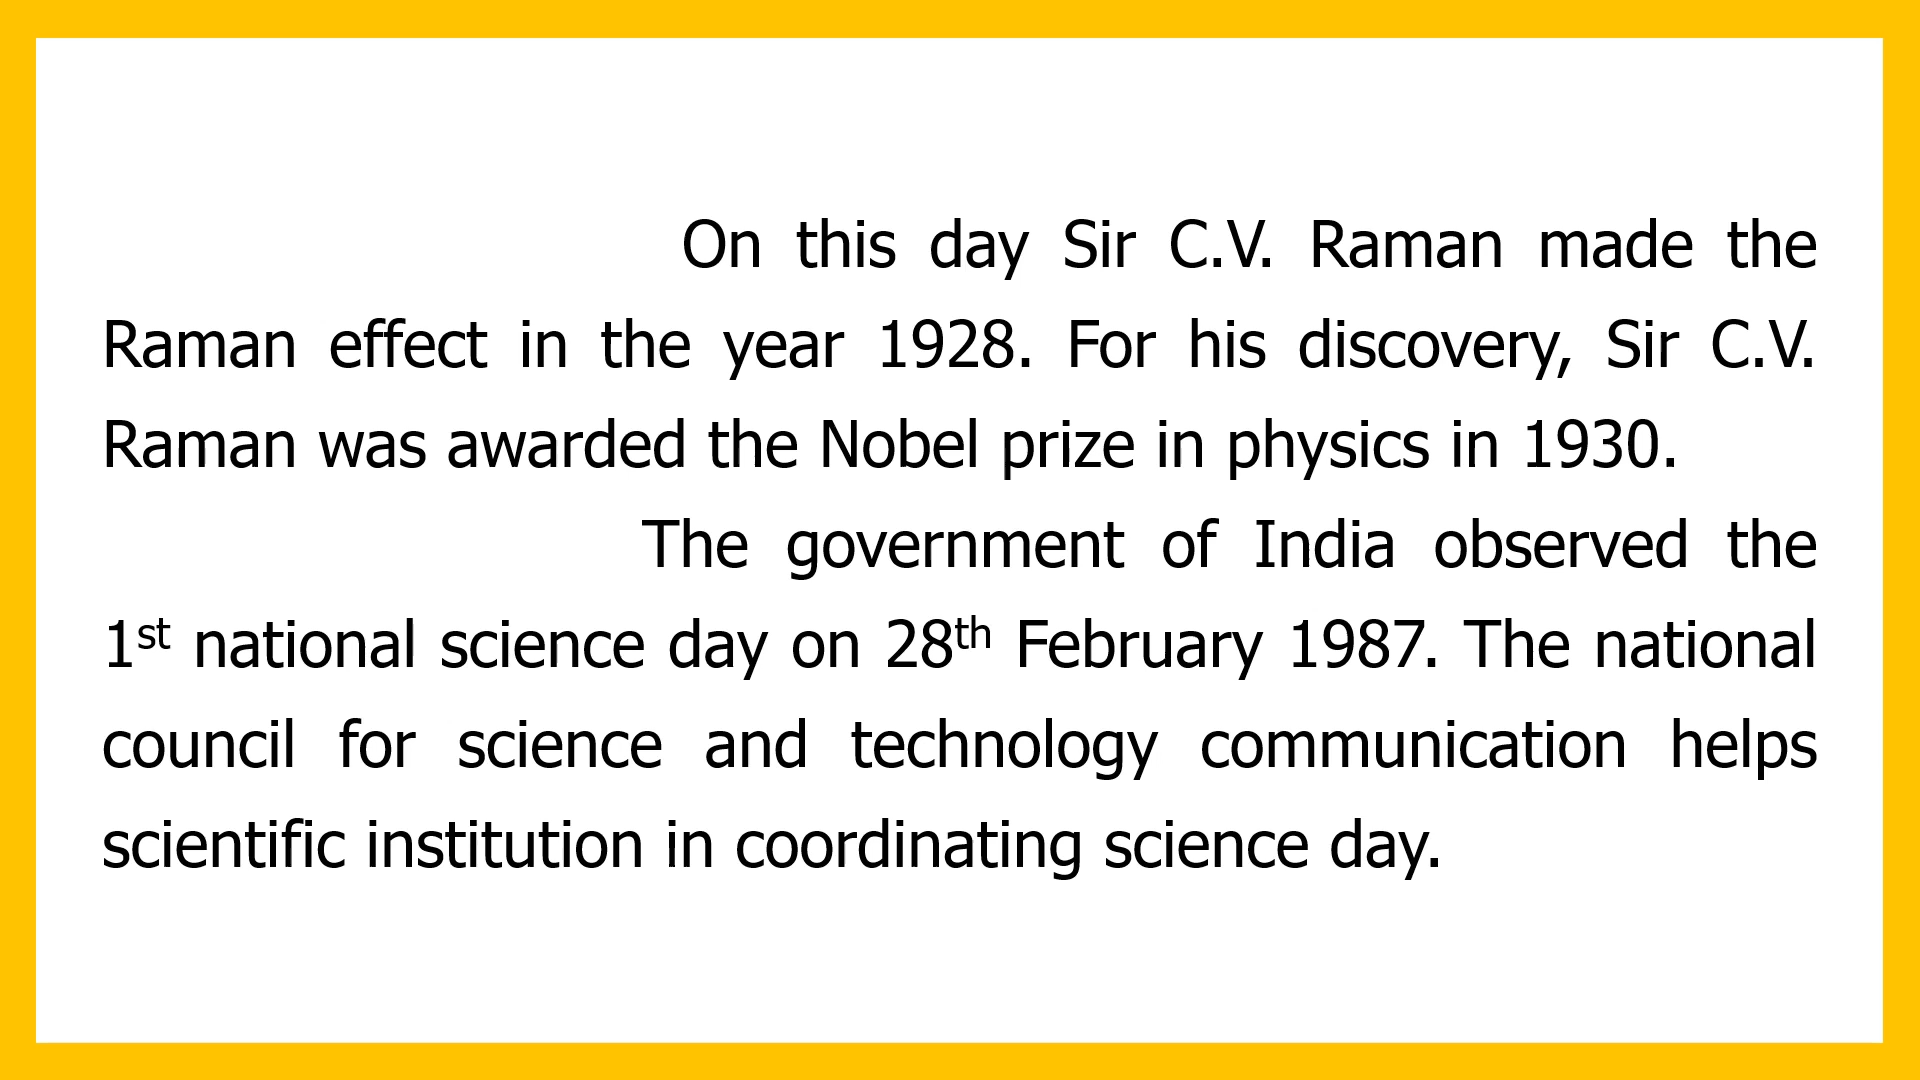 On this day Sir C.V. Raman made the
Raman effect in the year 1928. For his discovery, Sir C.V.
Raman was awarded the Nobel prize in physics in 1930.
The government of India observed the
1st national science day on 28th February 1987. The national
council for science and technology communication helps
scientific institution in coordinating science day.